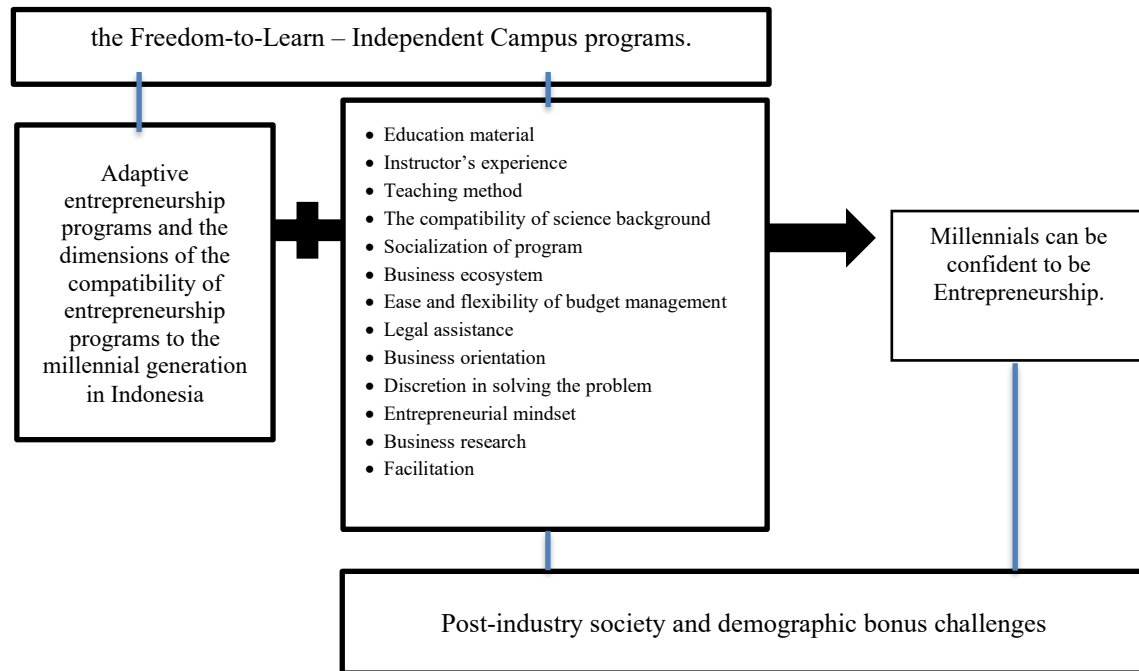 the Freedom-to-Learn – Independent Campus programs.
Adaptive
entrepreneurship
programs and the
dimensions of the
compatibility of
entrepreneurship
programs to the
millennial generation
in Indonesia
• Education material
• Instructor’s experience
• Teaching method
• The compatibility of science background
• Socialization of program
• Business ecosystem
• Ease and flexibility of budget management
• Legal assistance
• Business orientation
• Discretion in solving the problem
• Entrepreneurial mindset
• Business research
• Facilitation
Millennials can be
confident to be
Entrepreneurship.
Post-industry society and demographic bonus challenges